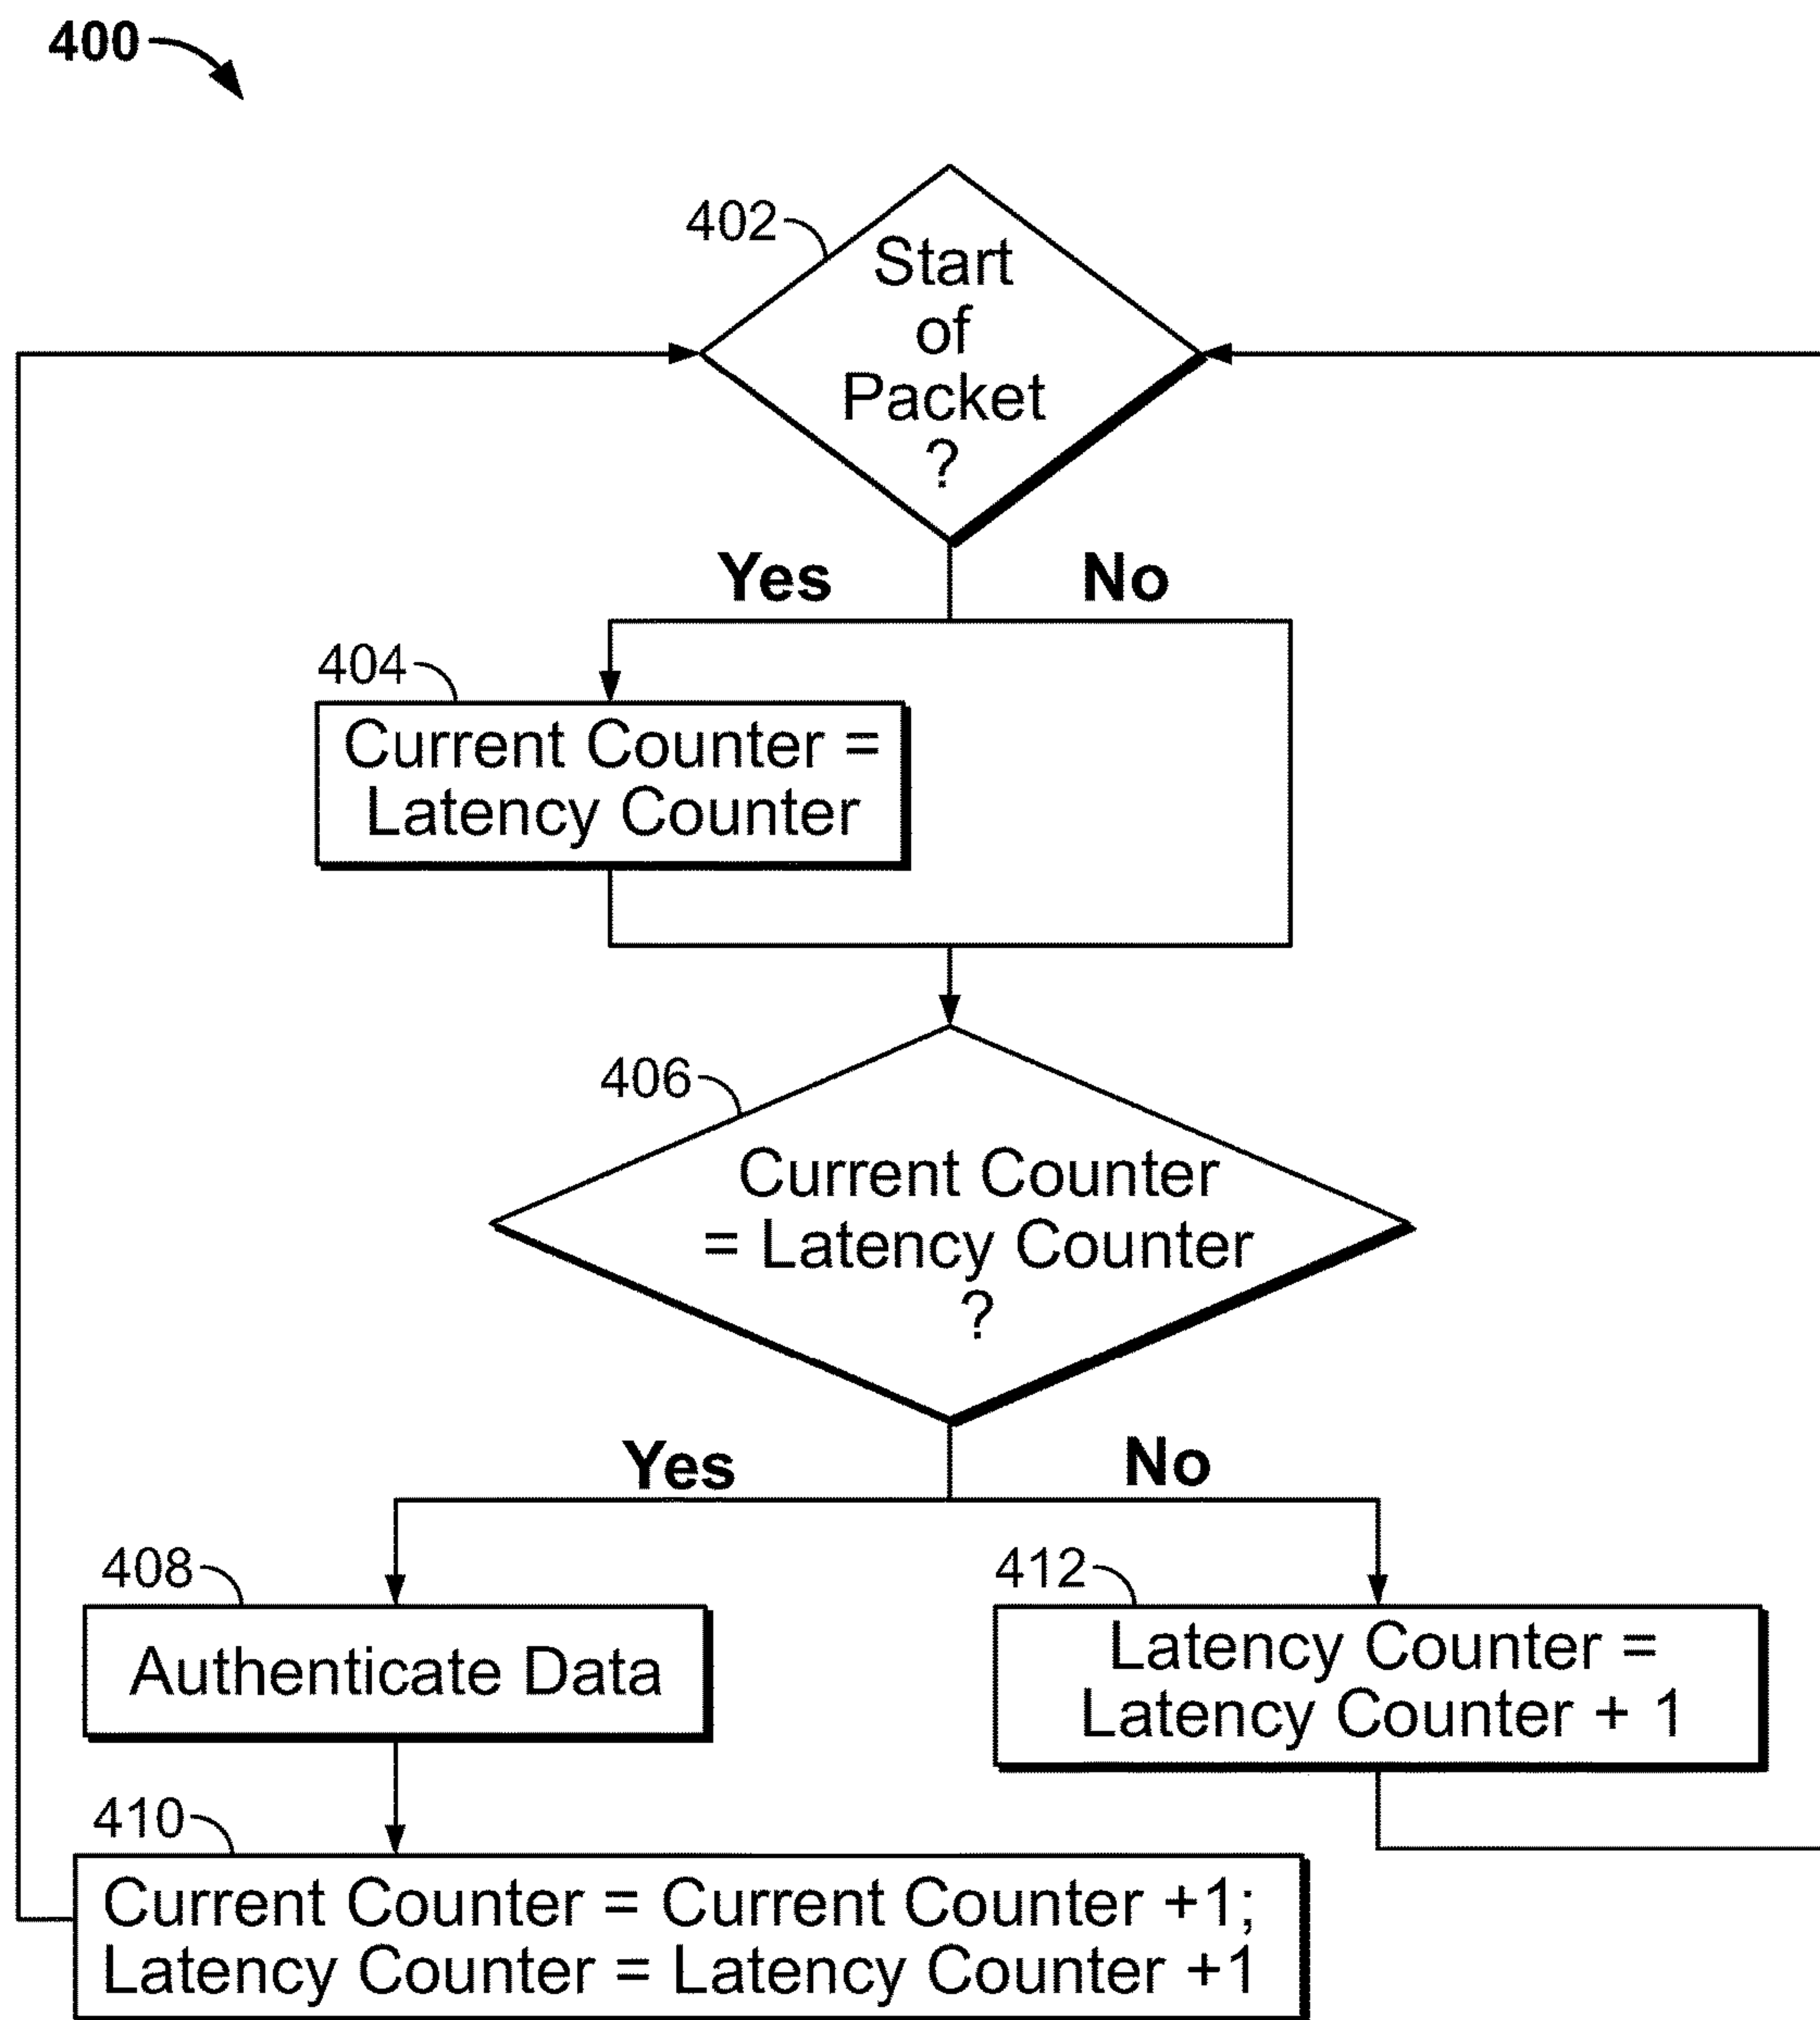 400
402
Start
of
Packet
?
Yes
No
404
Current Counter =
Latency Counter
406
Current Counter
= Latency Counter
?
Yes
No
408
Authenticate Data
412
Latency Counter =
Latency Counter + 1
410
Current Counter = Current Counter +1;
Latency Counter = Latency Counter +1